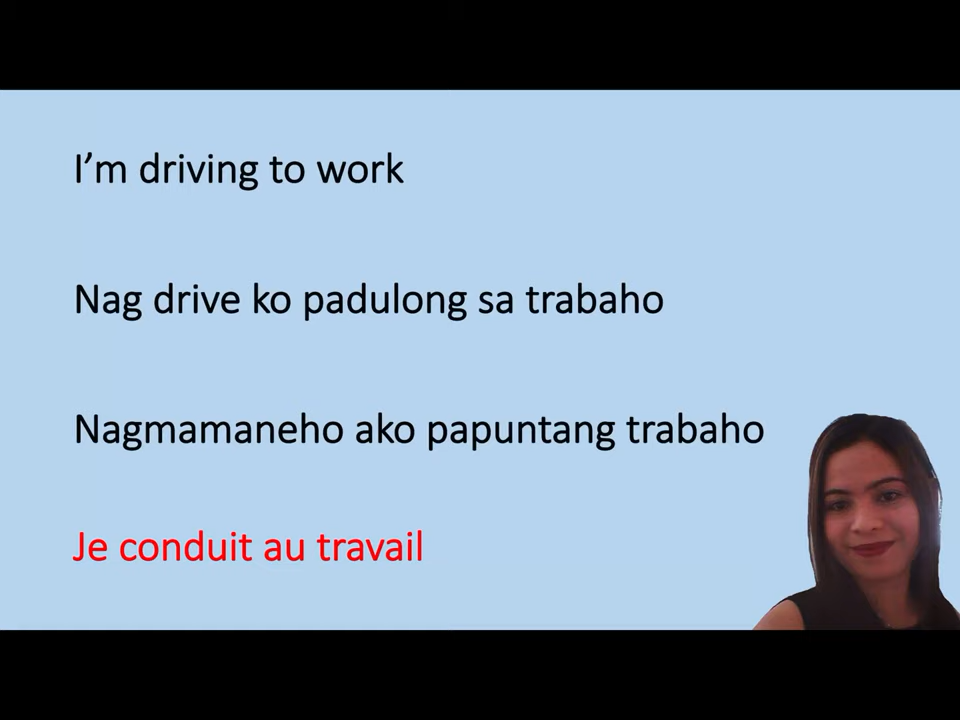 I’m driving to work
Nag drive ko padulong sa trabaho
Nagmamaneho ako papuntang trabaho
Je conduit au travail